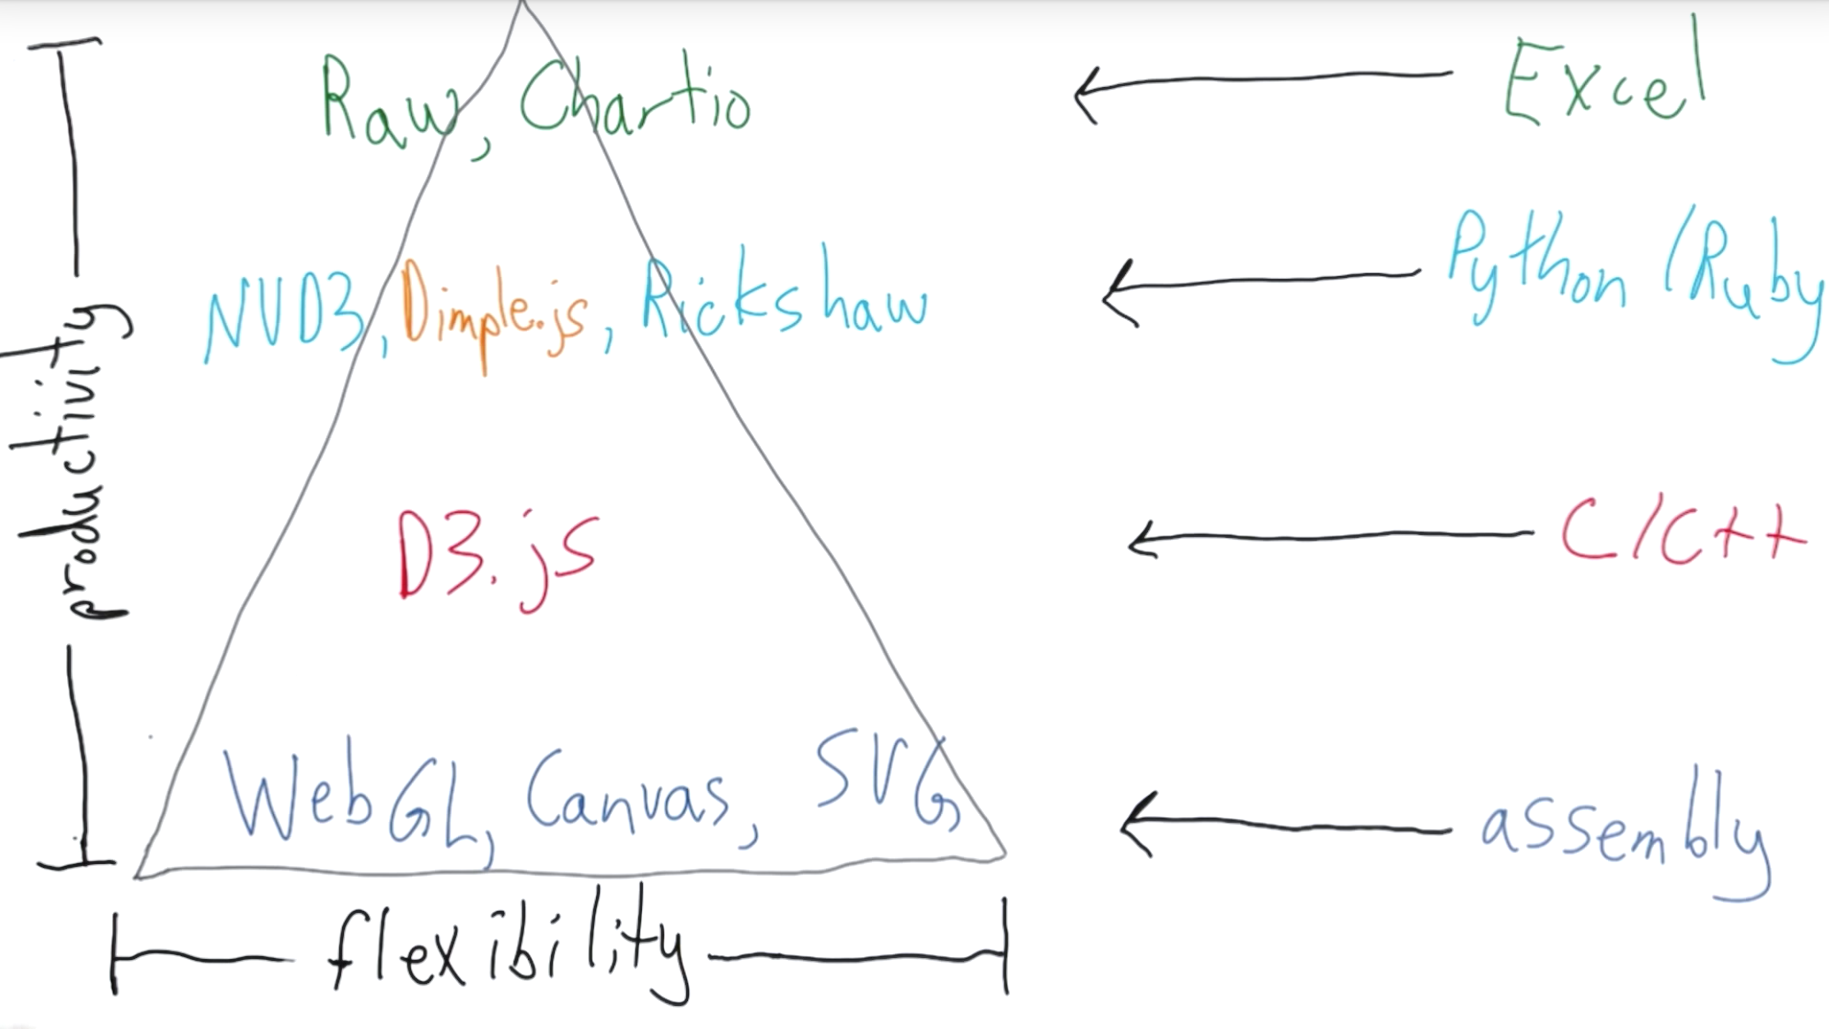 Raw, Chartio
Excel
NVD3, Dimple.js, Rickshaw
Python/Ruby
D3.js
C/C++
WebGL, Canvas, SVG
assembly
productivity
flexibility